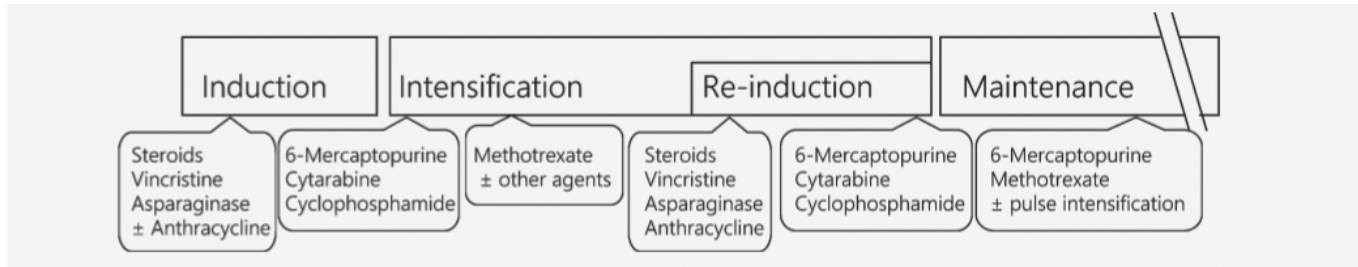 Induction
Intensification
Re-induction
Maintenance
Steroids
Vincristine
Asparaginase
± Anthracycline
6-Mercaptopurine
Cytarabine
Cyclophosphamide
Methotrexate
± other agents
Steroids
Vincristine
Asparaginase
Anthracycline
6-Mercaptopurine
Cytarabine
Cyclophosphamide
6-Mercaptopurine
Methotrexate
± pulse intensification